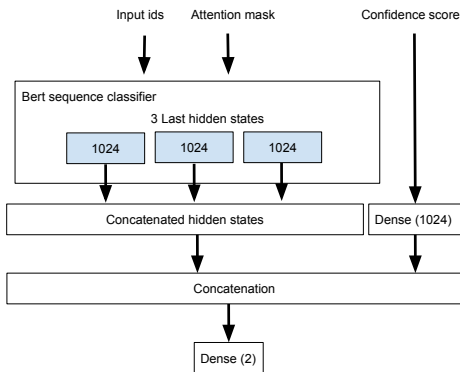 Input ids
Attention mask
Confidence score
Bert sequence classifier
3 Last hidden states
1024
1024
1024
Concatenated hidden states
Dense (1024)
Concatenation
Dense (2)